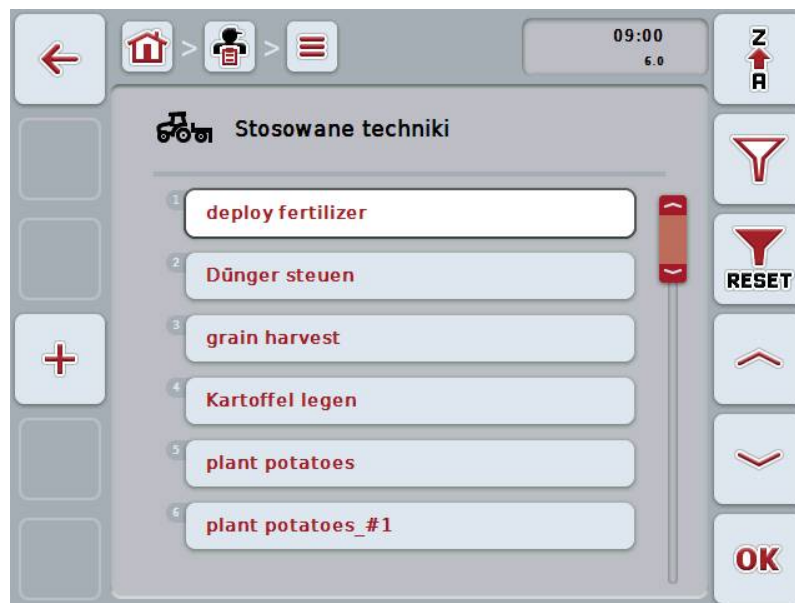 09:00
6.0
Z
A
Stosowane techniki
1
deploy fertilizer
2
Dünger steuen
RESET
3
grain harvest
4
Kartoffel legen
5
plant potatoes
6
plant potatoes_#1
OK